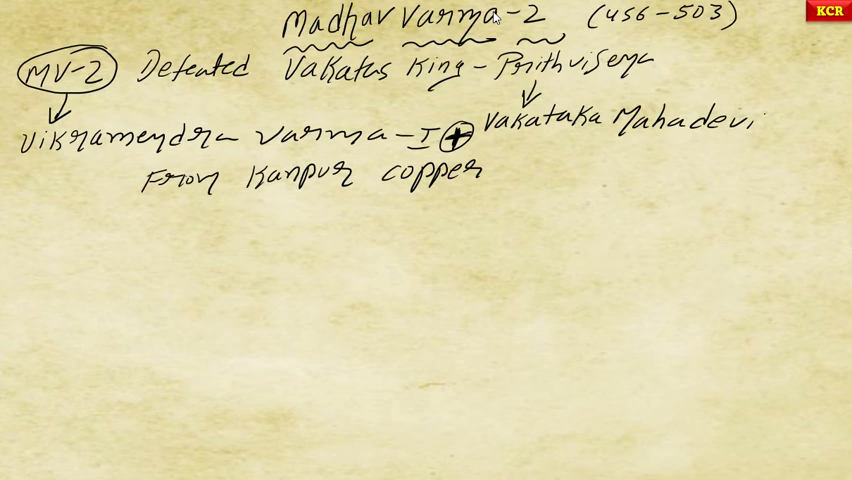 Madhav Varma-2 (456-503)
KCR
MV-2 Defeated Vakatas King - Prithvisena
Vikramendra Varma-I + Vakataka Mahadevi
From Kanpur copper